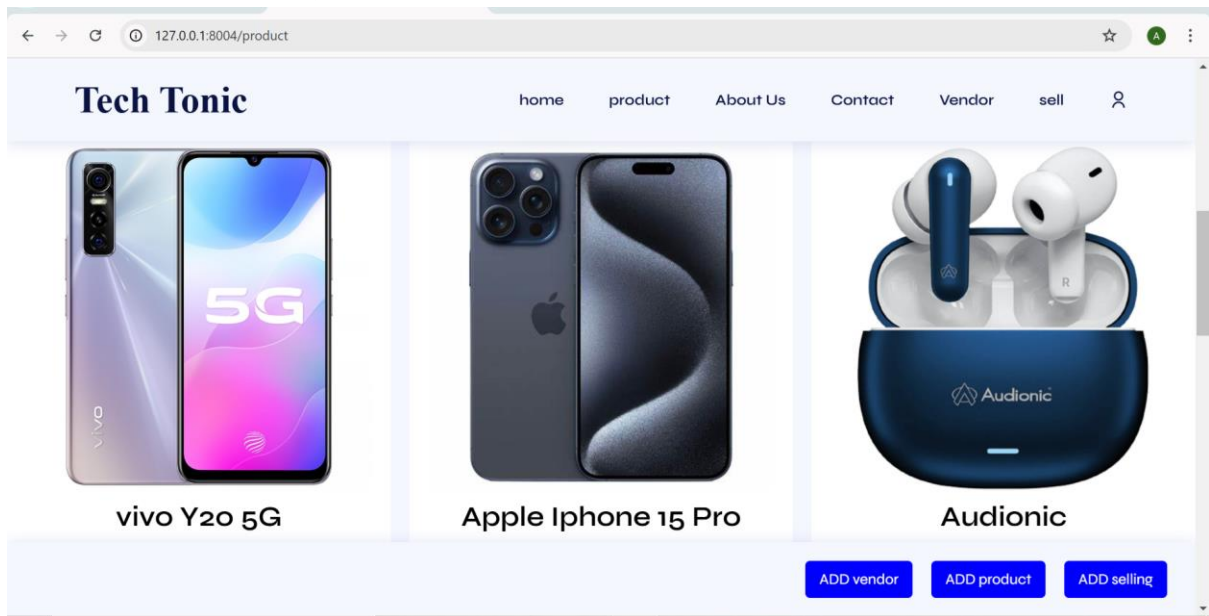 127.0.0.1:8004/product
A
Tech Tonic
home product About Us Contact Vendor sell
5G
vivo
R
Audionic
vivo Y20 5G
Apple Iphone 15 Pro
Audionic
ADD vendor ADD product ADD selling